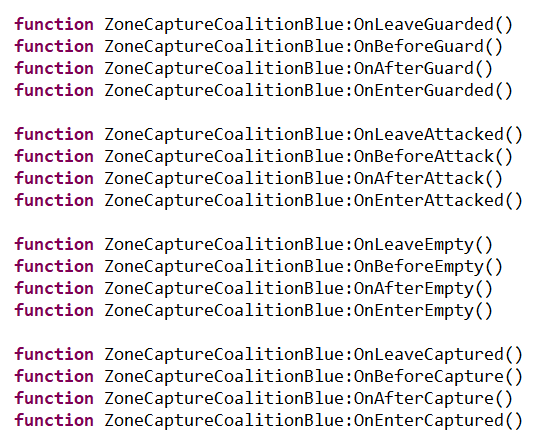 function ZoneCaptureCoalitionBlue:OnLeaveGuarded()
function ZoneCaptureCoalitionBlue:OnBeforeGuard()
function ZoneCaptureCoalitionBlue:OnAfterGuard()
function ZoneCaptureCoalitionBlue:OnEnterGuarded()
function ZoneCaptureCoalitionBlue:OnLeaveAttacked()
function ZoneCaptureCoalitionBlue:OnBeforeAttack()
function ZoneCaptureCoalitionBlue:OnAfterAttack()
function ZoneCaptureCoalitionBlue:OnEnterAttacked()
function ZoneCaptureCoalitionBlue:OnLeaveEmpty()
function ZoneCaptureCoalitionBlue:OnBeforeEmpty()
function ZoneCaptureCoalitionBlue:OnAfterEmpty()
function ZoneCaptureCoalitionBlue:OnEnterEmpty()
function ZoneCaptureCoalitionBlue:OnLeaveCaptured()
function ZoneCaptureCoalitionBlue:OnBeforeCapture()
function ZoneCaptureCoalitionBlue:OnAfterCapture()
function ZoneCaptureCoalitionBlue:OnEnterCaptured()